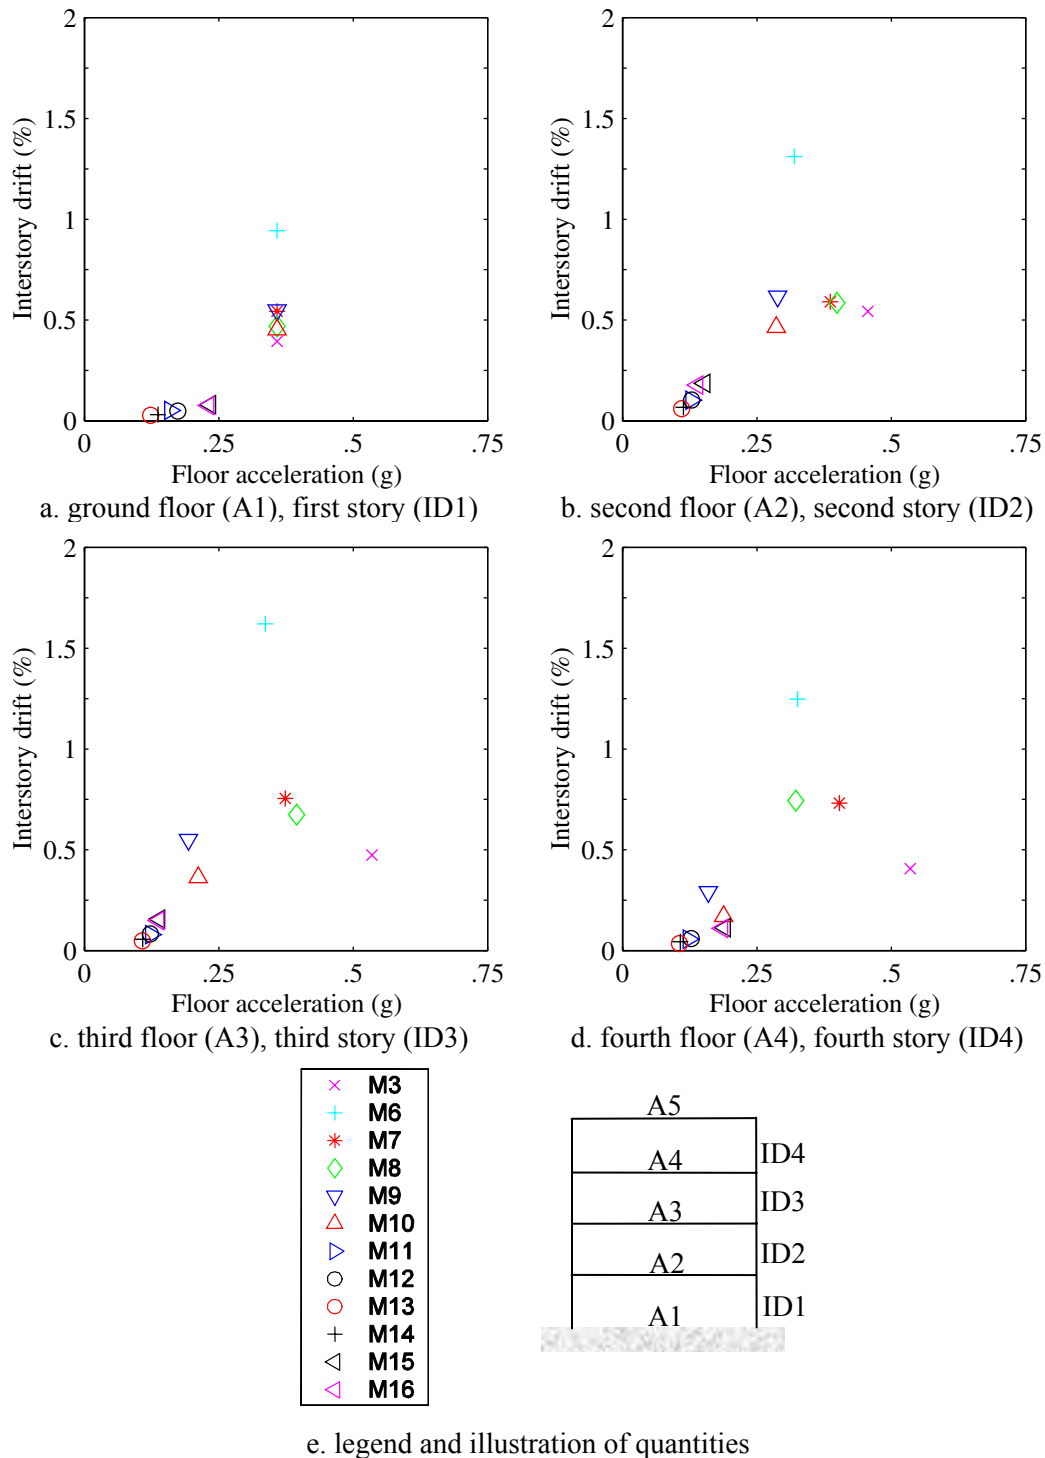 2
1.5
1
0.5
0
0
.25
.5
.75
Interstory drift (%)
Floor acceleration (g)
a. ground floor (A1), first story (ID1)
2
1.5
1
0.5
0
0
.25
.5
.75
Interstory drift (%)
Floor acceleration (g)
b. second floor (A2), second story (ID2)
2
1.5
1
0.5
0
0
.25
.5
.75
Interstory drift (%)
Floor acceleration (g)
c. third floor (A3), third story (ID3)
2
1.5
1
0.5
0
0
.25
.5
.75
Interstory drift (%)
Floor acceleration (g)
d. fourth floor (A4), fourth story (ID4)
M3
M6
M7
M8
M9
M10
M11
M12
M13
M14
M15
M16
A5
A4
ID4
A3
ID3
A2
ID2
A1
ID1
e. legend and illustration of quantities